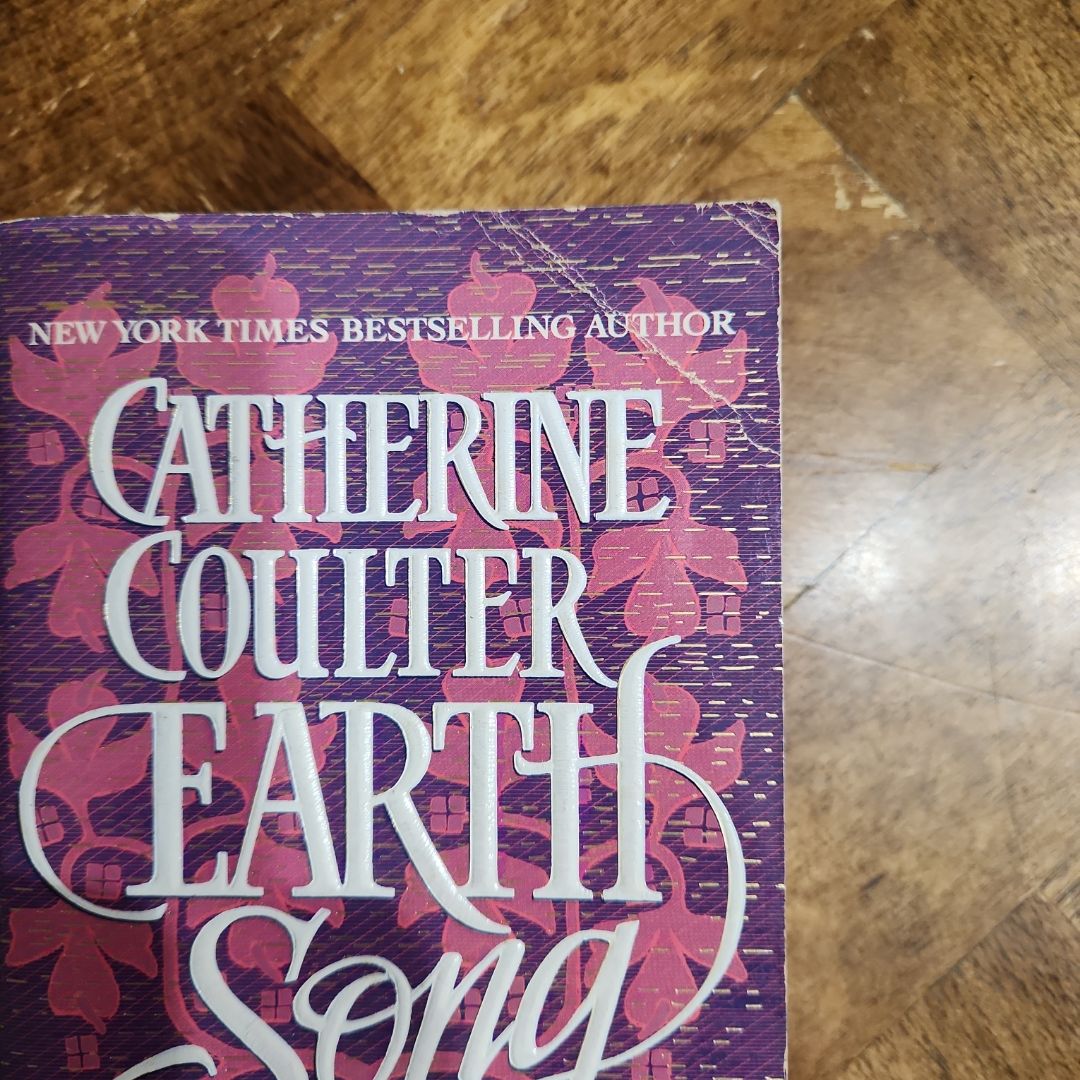 NEW YORK TIMES BESTSELLING AUTHOR
CATHERINE
COULTER
EARTH
Song